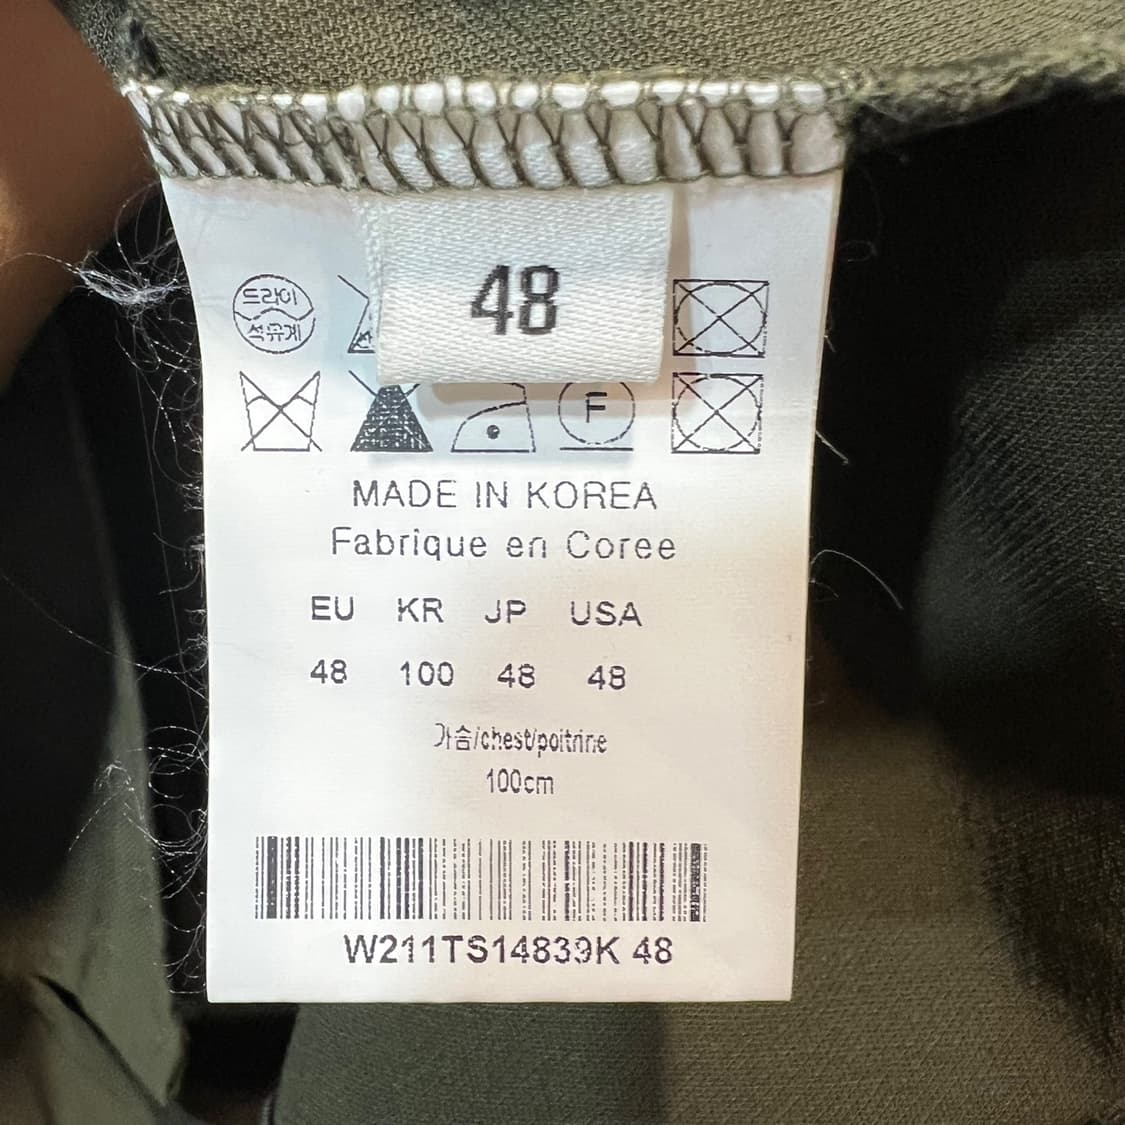 48
드라이
석유계
F
MADE IN KOREA
Fabrique en Coree
EU KR JP USA
48 100 48 48
가슴/chest/poitrine
100cm
W211TS14839K 48